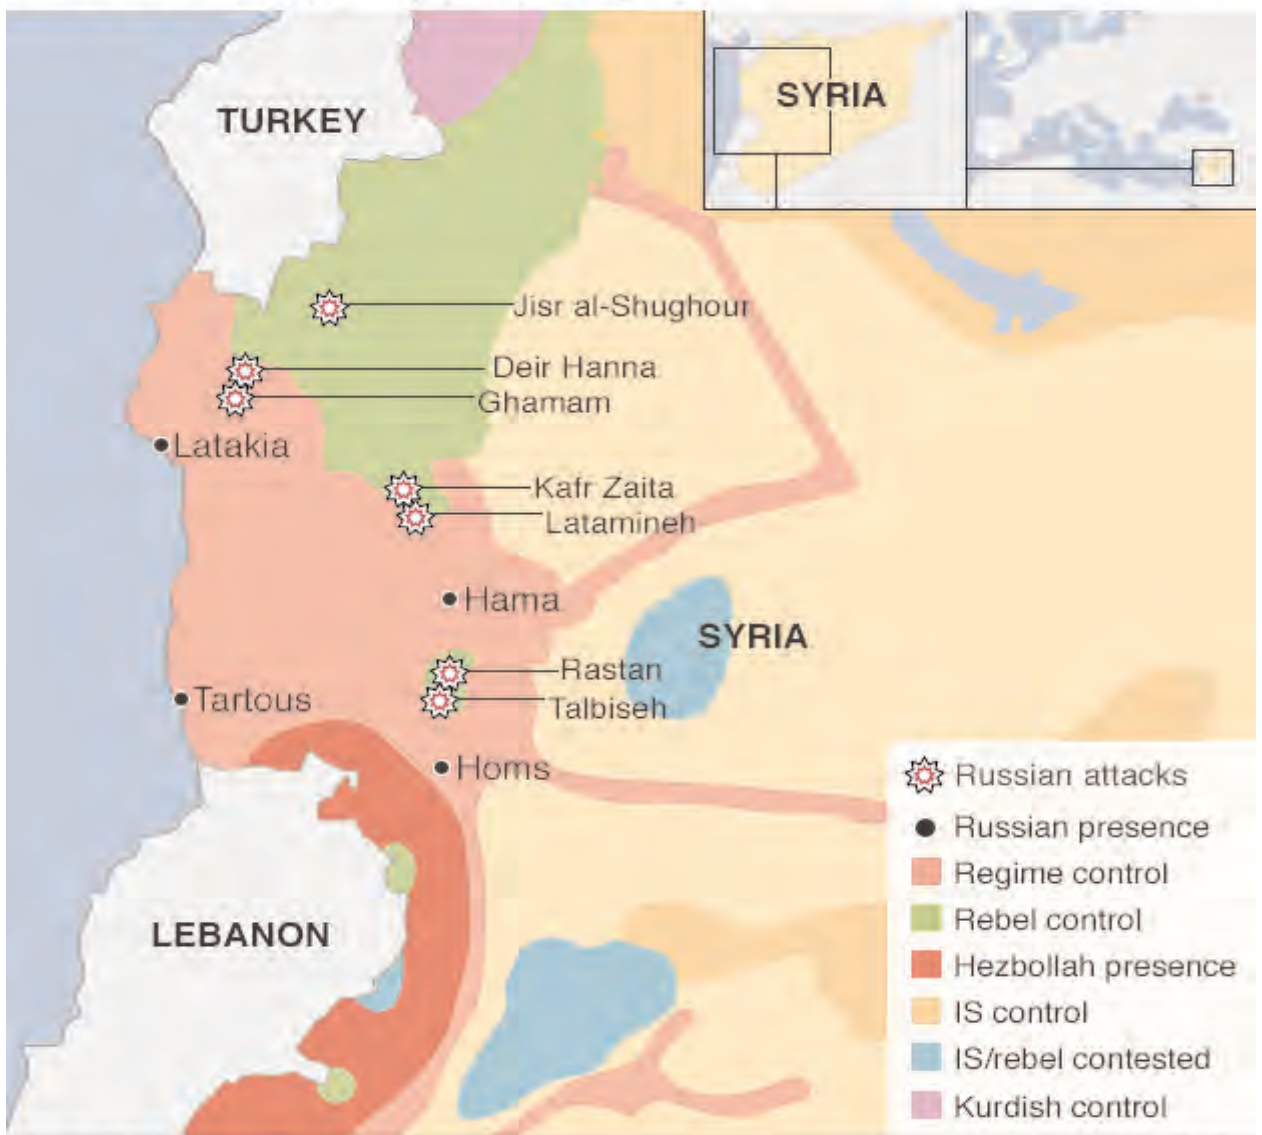 TURKEY
SYRIA
Jisr al-Shughour
Deir Hanna
Ghamam
Latakia
Kafr Zaita
Latamineh
Hama
SYRIA
Rastan
Talbiseh
Tartous
Homs
LEBANON
Russian attacks
Russian presence
Regime control
Rebel control
Hezbollah presence
IS control
IS/rebel contested
Kurdish control